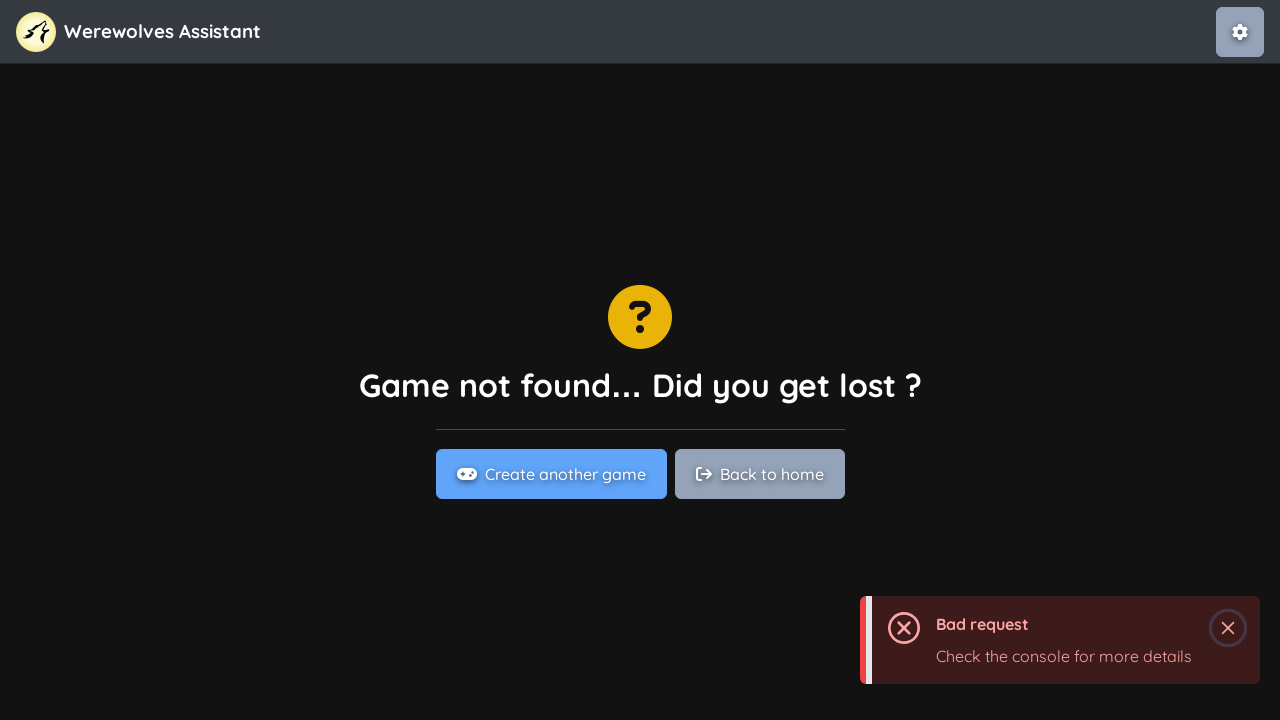 Werewolves Assistant
Game not found... Did you get lost ?
Create another game
Back to home
Bad request
Check the console for more details